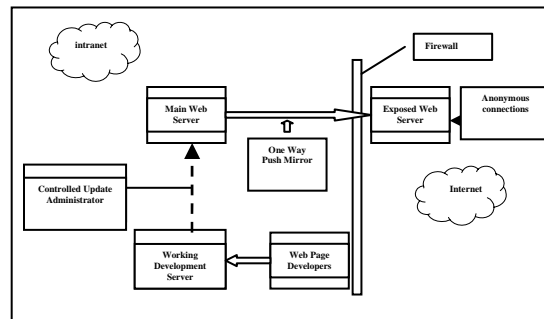 intranet
Firewall
Main Web
Server
Exposed Web
Server
Anonymous
connections
One Way
Push Mirror
Controlled Update
Administrator
Internet
Working
Development
Server
Web Page
Developers